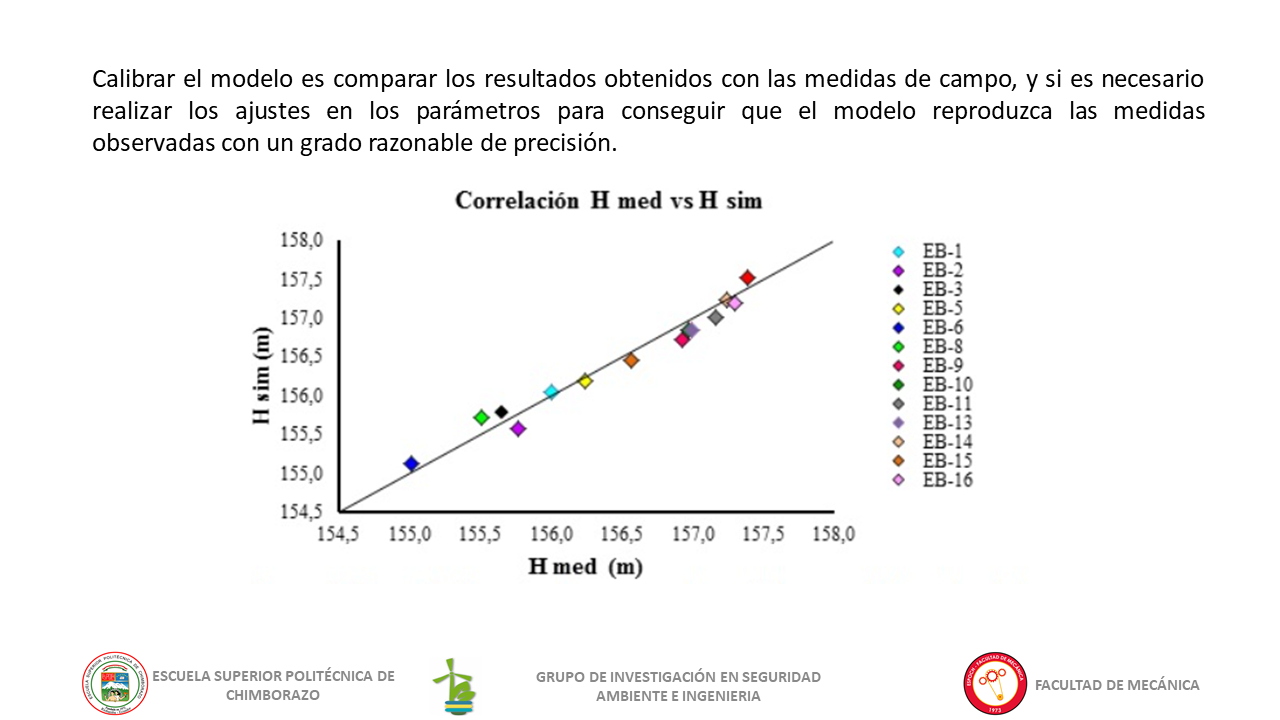 Calibrar el modelo es comparar los resultados obtenidos con las medidas de campo, y si es necesario
realizar los ajustes en los parámetros para conseguir que el modelo reproduzca las medidas
observadas con un grado razonable de precisión.
Correlación H med vs H sim
158,0
157,5
157,0
156,5
156,0
155,5
155,0
154,5
H sim (m)
154,5 155,0 155,5 156,0 156,5 157,0 157,5 158,0
H med (m)
EB-1
EB-2
EB-3
EB-5
EB-6
EB-8
EB-9
EB-10
EB-11
EB-13
EB-14
EB-15
EB-16
ESCUELA SUPERIOR POLITÉCNICA DE
CHIMBORAZO
GRUPO DE INVESTIGACIÓN EN SEGURIDAD
AMBIENTE E INGENIERIA
FACULTAD DE MECÁNICA